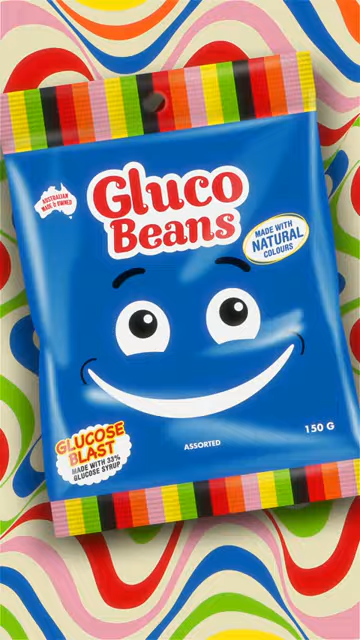 Gluco
Beans
AUSTRALIAN
MADE & OWNED
MADE WITH
NATURAL
COLOURS
GLUCOSE
BLAST
MADE WITH 33%
GLUCOSE SYRUP
ASSORTED
150 G